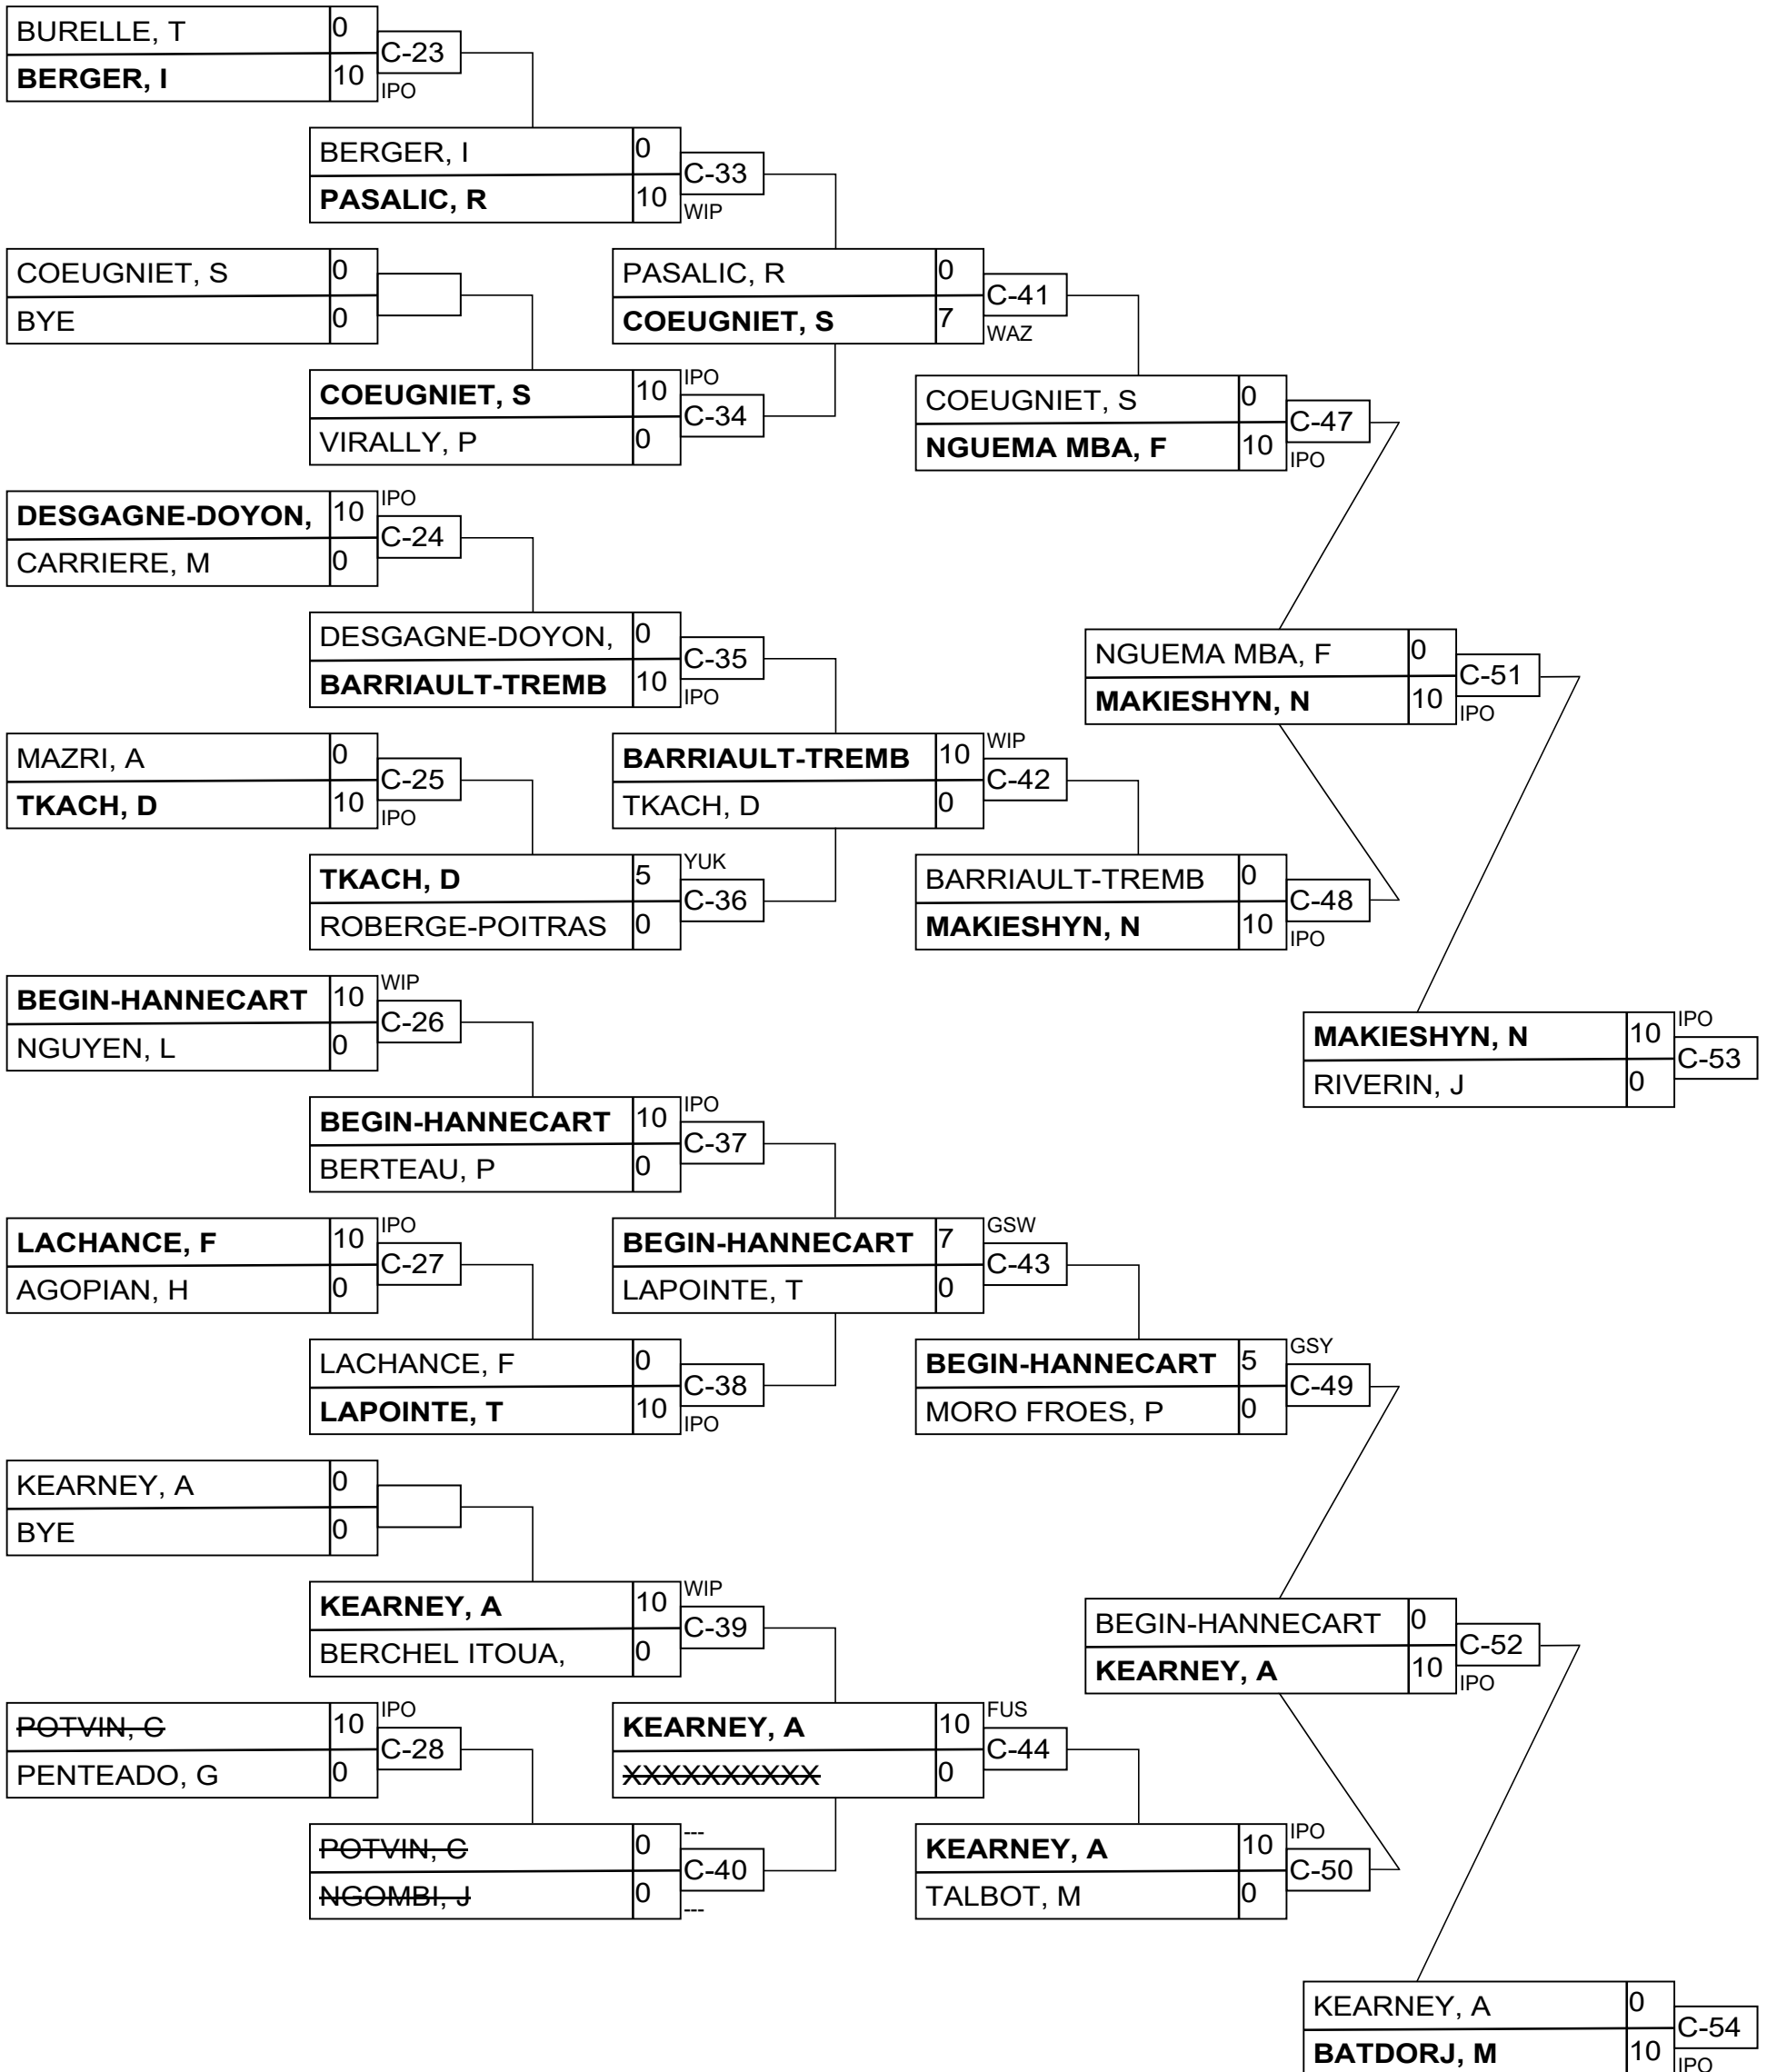 BURELLE, T 0
C-23
BERGER, I 10
IPO
BERGER, I 0
C-33
PASALIC, R 10
WIP
COEUGNIET, S 0
BYE 0
PASALIC, R 0
C-41
COEUGNIET, S 7
WAZ
COEUGNIET, S 10 IPO
C-34
VIRALLY, P 0
COEUGNIET, S 0
C-47
NGUEMA MBA, F 10
IPO
DESGAGNE-DOYON, 10 IPO
C-24
CARRIERE, M 0
DESGAGNE-DOYON, 0
C-35
BARRIAULT-TREMB 10
IPO
NGUEMA MBA, F 0
C-51
MAKIESHYN, N 10
IPO
MAZRI, A 0
C-25
TKACH, D 10
IPO
BARRIAULT-TREMB 10 WIP
C-42
TKACH, D 0
TKACH, D 5 YUK
C-36
ROBERGE-POITRAS 0
BARRIAULT-TREMB 0
C-48
MAKIESHYN, N 10
IPO
BEGIN-HANNECART 10 WIP
C-26
NGUYEN, L 0
MAKIESHYN, N 10 IPO
C-53
RIVERIN, J 0
BEGIN-HANNECART 10 IPO
C-37
BERTEAU, P 0
LACHANCE, F 10 IPO
C-27
AGOPIAN, H 0
BEGIN-HANNECART 7 GSW
C-43
LAPOINTE, T 0
LACHANCE, F 0
C-38
LAPOINTE, T 10
IPO
BEGIN-HANNECART 5 GSY
C-49
MORO FROES, P 0
KEARNEY, A 0
BYE 0
KEARNEY, A 10 WIP
C-39
BERCHEL ITOUA, 0
BEGIN-HANNECART 0
C-52
KEARNEY, A 10
IPO
POTVIN, C 10 IPO
C-28
PENTEADO, G 0
KEARNEY, A 10 FUS
C-44
XXXXXXXXXX 0
POTVIN, C 0 ---
C-40
NGOMBI, J 0
---
KEARNEY, A 10 IPO
C-50
TALBOT, M 0
KEARNEY, A 0
C-54
BATDORJ, M 10
IPO